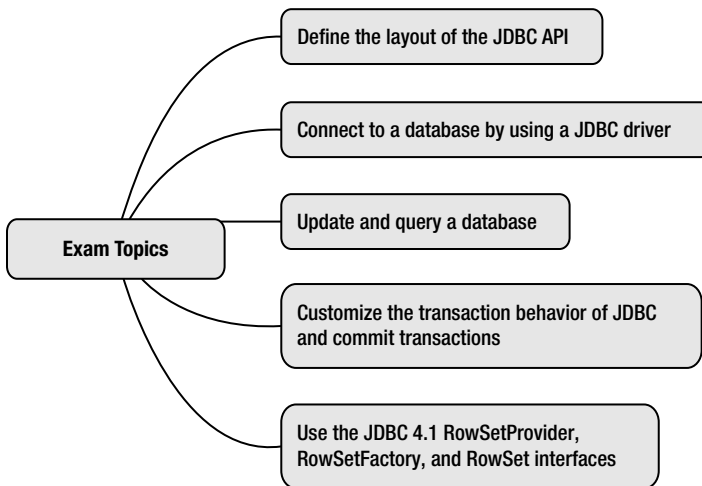 Define the layout of the JDBC API
Connect to a database by using a JDBC driver
Update and query a database
Exam Topics
Customize the transaction behavior of JDBC
and commit transactions
Use the JDBC 4.1 RowSetProvider,
RowSetFactory, and RowSet interfaces